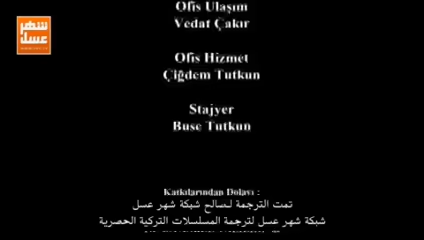 شهر
عسل
Ofis Ulaşım
Vedat Çakır
Ofis Hizmet
Çiğdem Tutkun
Stajyer
Buse Tutkun
Katkılarından Dolayı :
تمت الترجمة لصالح شبكة شهر عسل
شبكة شهر عسل لترجمة المسلسلات التركية الحصرية